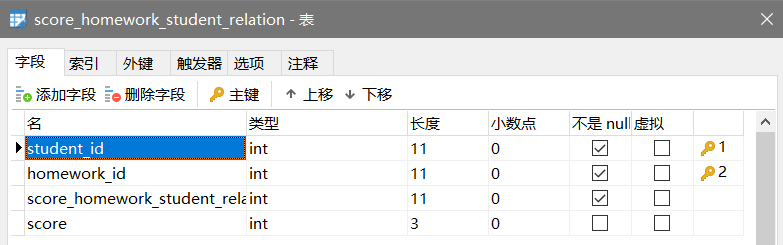 score_homework_student_relation - 表
字段 索引 外键 触发器 选项 注释
添加字段 删除字段 主键 上移 下移
名 类型 长度 小数点 不是 null 虚拟
student_id int 11 0 1
homework_id int 11 0 2
score_homework_student_rela int 11 0
score int 3 0